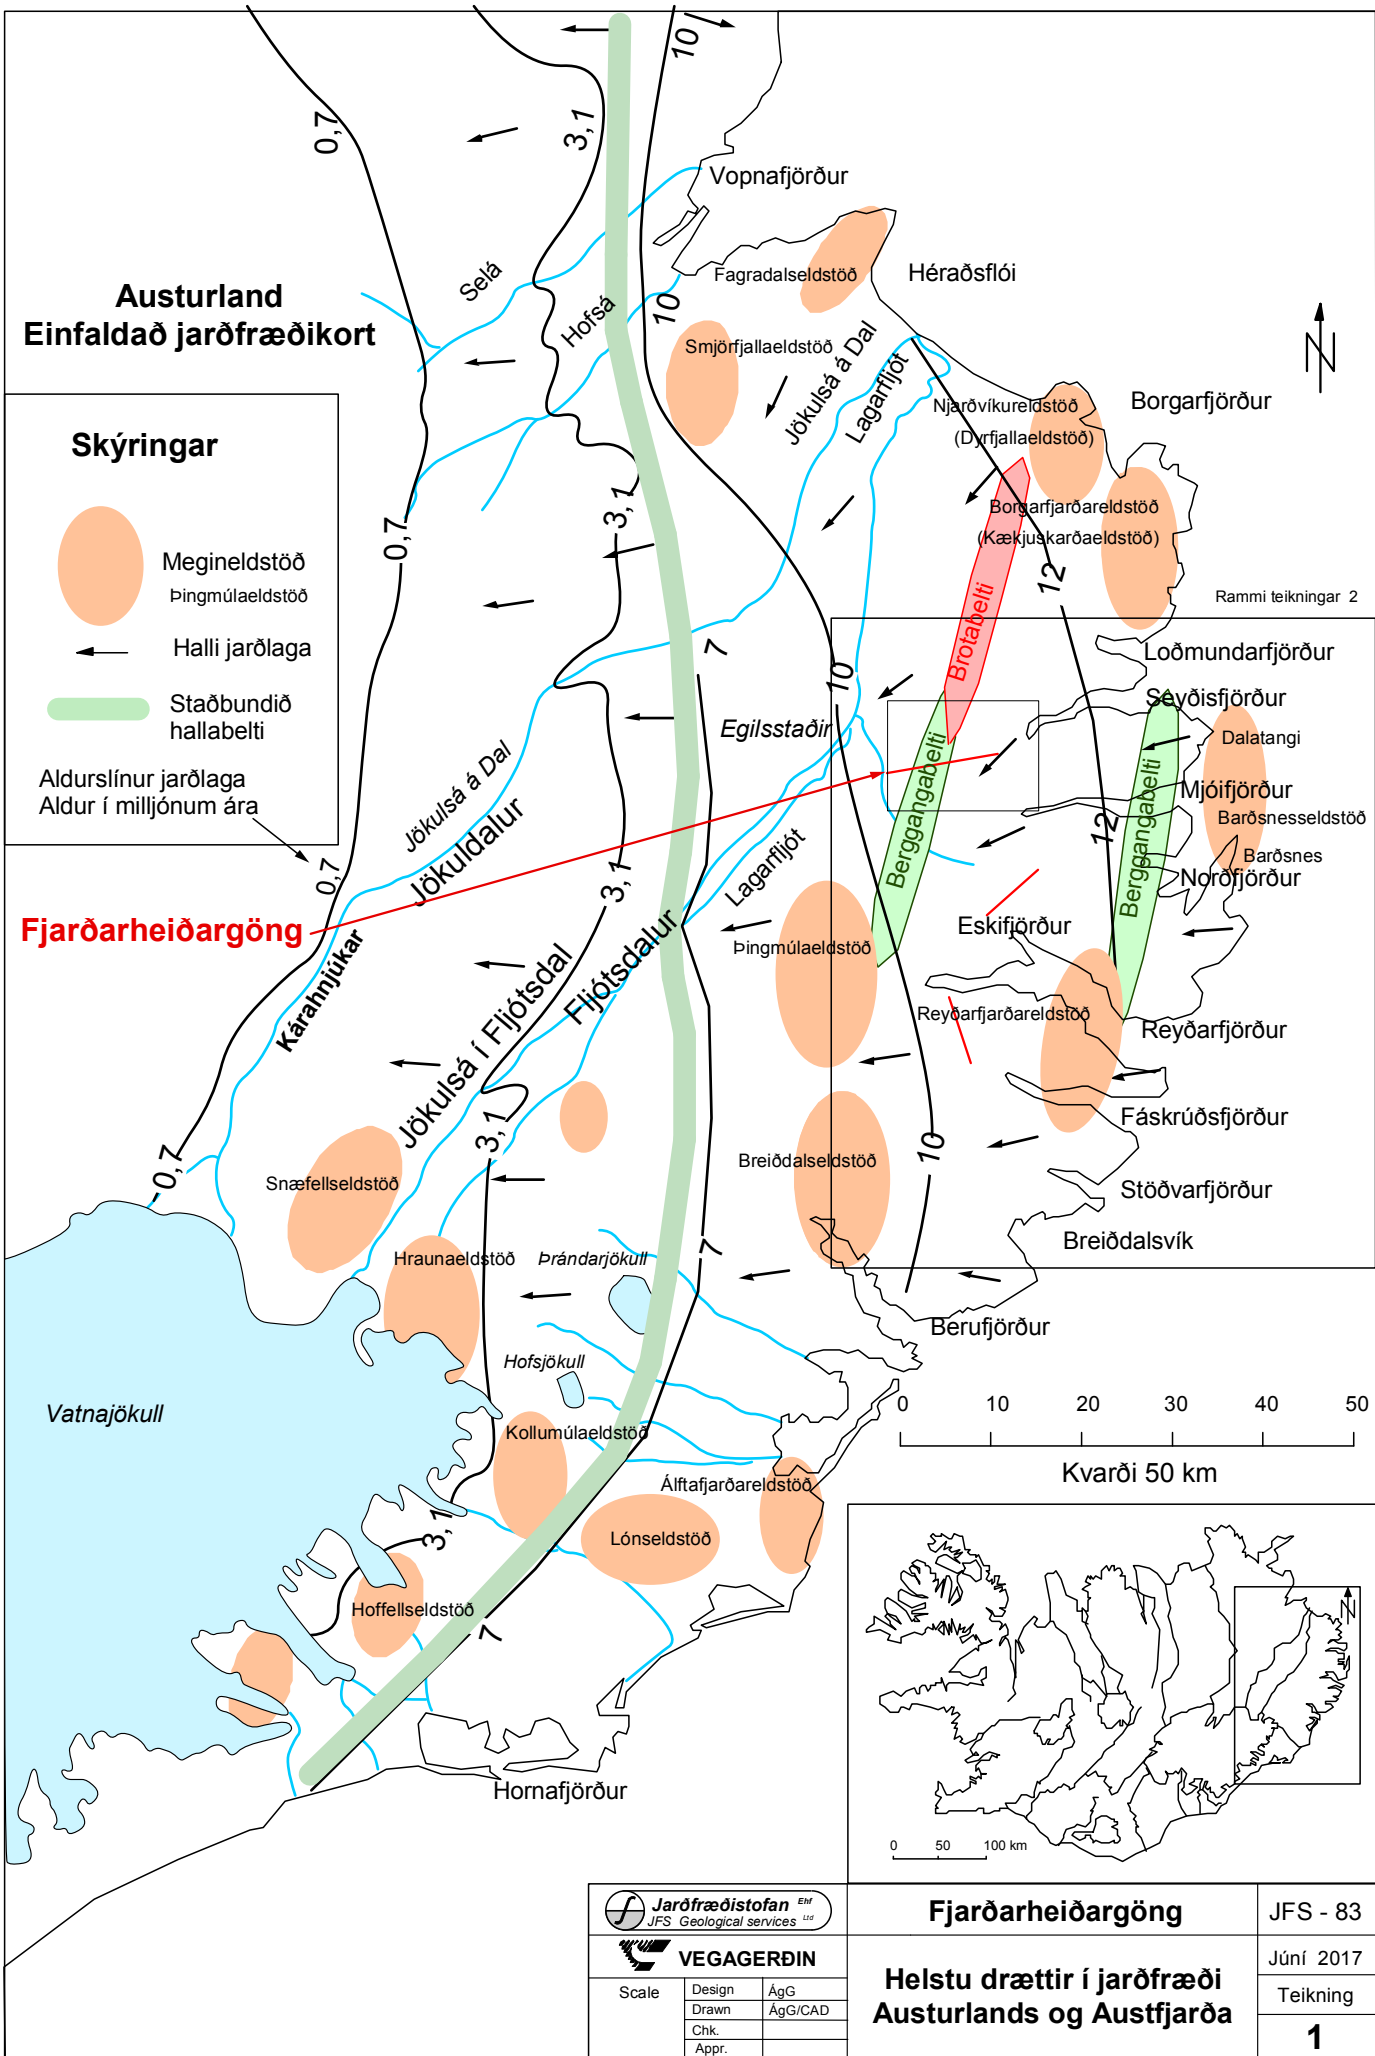 10
0,7
3,1
Vopnafjörður
Selá
Hofsá
10
Fagradalseldstöð
Héraðsflói
Austurland
Einfaldað jarðfræðikort
Smjörfjallaeldstöð
Jökulsá á Dal
Lagarfljót
N
Njarðvíkureldstöð
(Dyrfjallaeldstöð)
Borgarfjörður
Skýringar
Megineldstöð
Þingmúlaeldstöð
Halli jarðlaga
Staðbundið
hallabelti
Aldurslínur jarðlaga
Aldur í milljónum ára
0,7
3,1
Borgarfjarðareldstöð
(Kækjuskarðaeldstöð)
12
Rammi teikningar 2
Brotabelti
7
10
Loðmundarfjörður
Seyðisfjörður
Egilsstaðir
Dalatangi
Jökulsá á Dal
Jökuldalur
Berggangabelti
Berggangabelti
Mjóifjörður
Barðsnesseldstöð
12
Barðsnes
Norðfjörður
0,7
3,1
Lagarfljót
Fjarðarheiðargöng
Kárahnjúkar
Jökulsá í Fljótsdal
Fljótsdalur
Þingmúlaeldstöð
Eskifjörður
Reyðarfjarðareldstöð
Reyðarfjörður
Fáskrúðsfjörður
3,1
10
0,7
Snæfellseldstöð
Breiðdalseldstöð
Stöðvarfjörður
Breiðdalsvík
Hraunaeldstöð
Þrándarjökull
7
Berufjörður
Hofsjökull
Vatnajökull
Kollumúlaeldstöð
0 10 20 30 40 50
Kvarði 50 km
Álftafjarðareldstöð
3,1
Lónseldstöð
Hoffellseldstöð
7
N
Hornafjörður
0 50 100 km
Jarðfræðistofan Ehf
JFS Geological services Ltd
VEGAGERÐIN
Scale
Design ÁgG
Drawn ÁgG/CAD
Chk.
Appr.
Fjarðarheiðargöng
Helstu drættir í jarðfræði
Austurlands og Austfjarða
JFS - 83
Júní 2017
Teikning
1